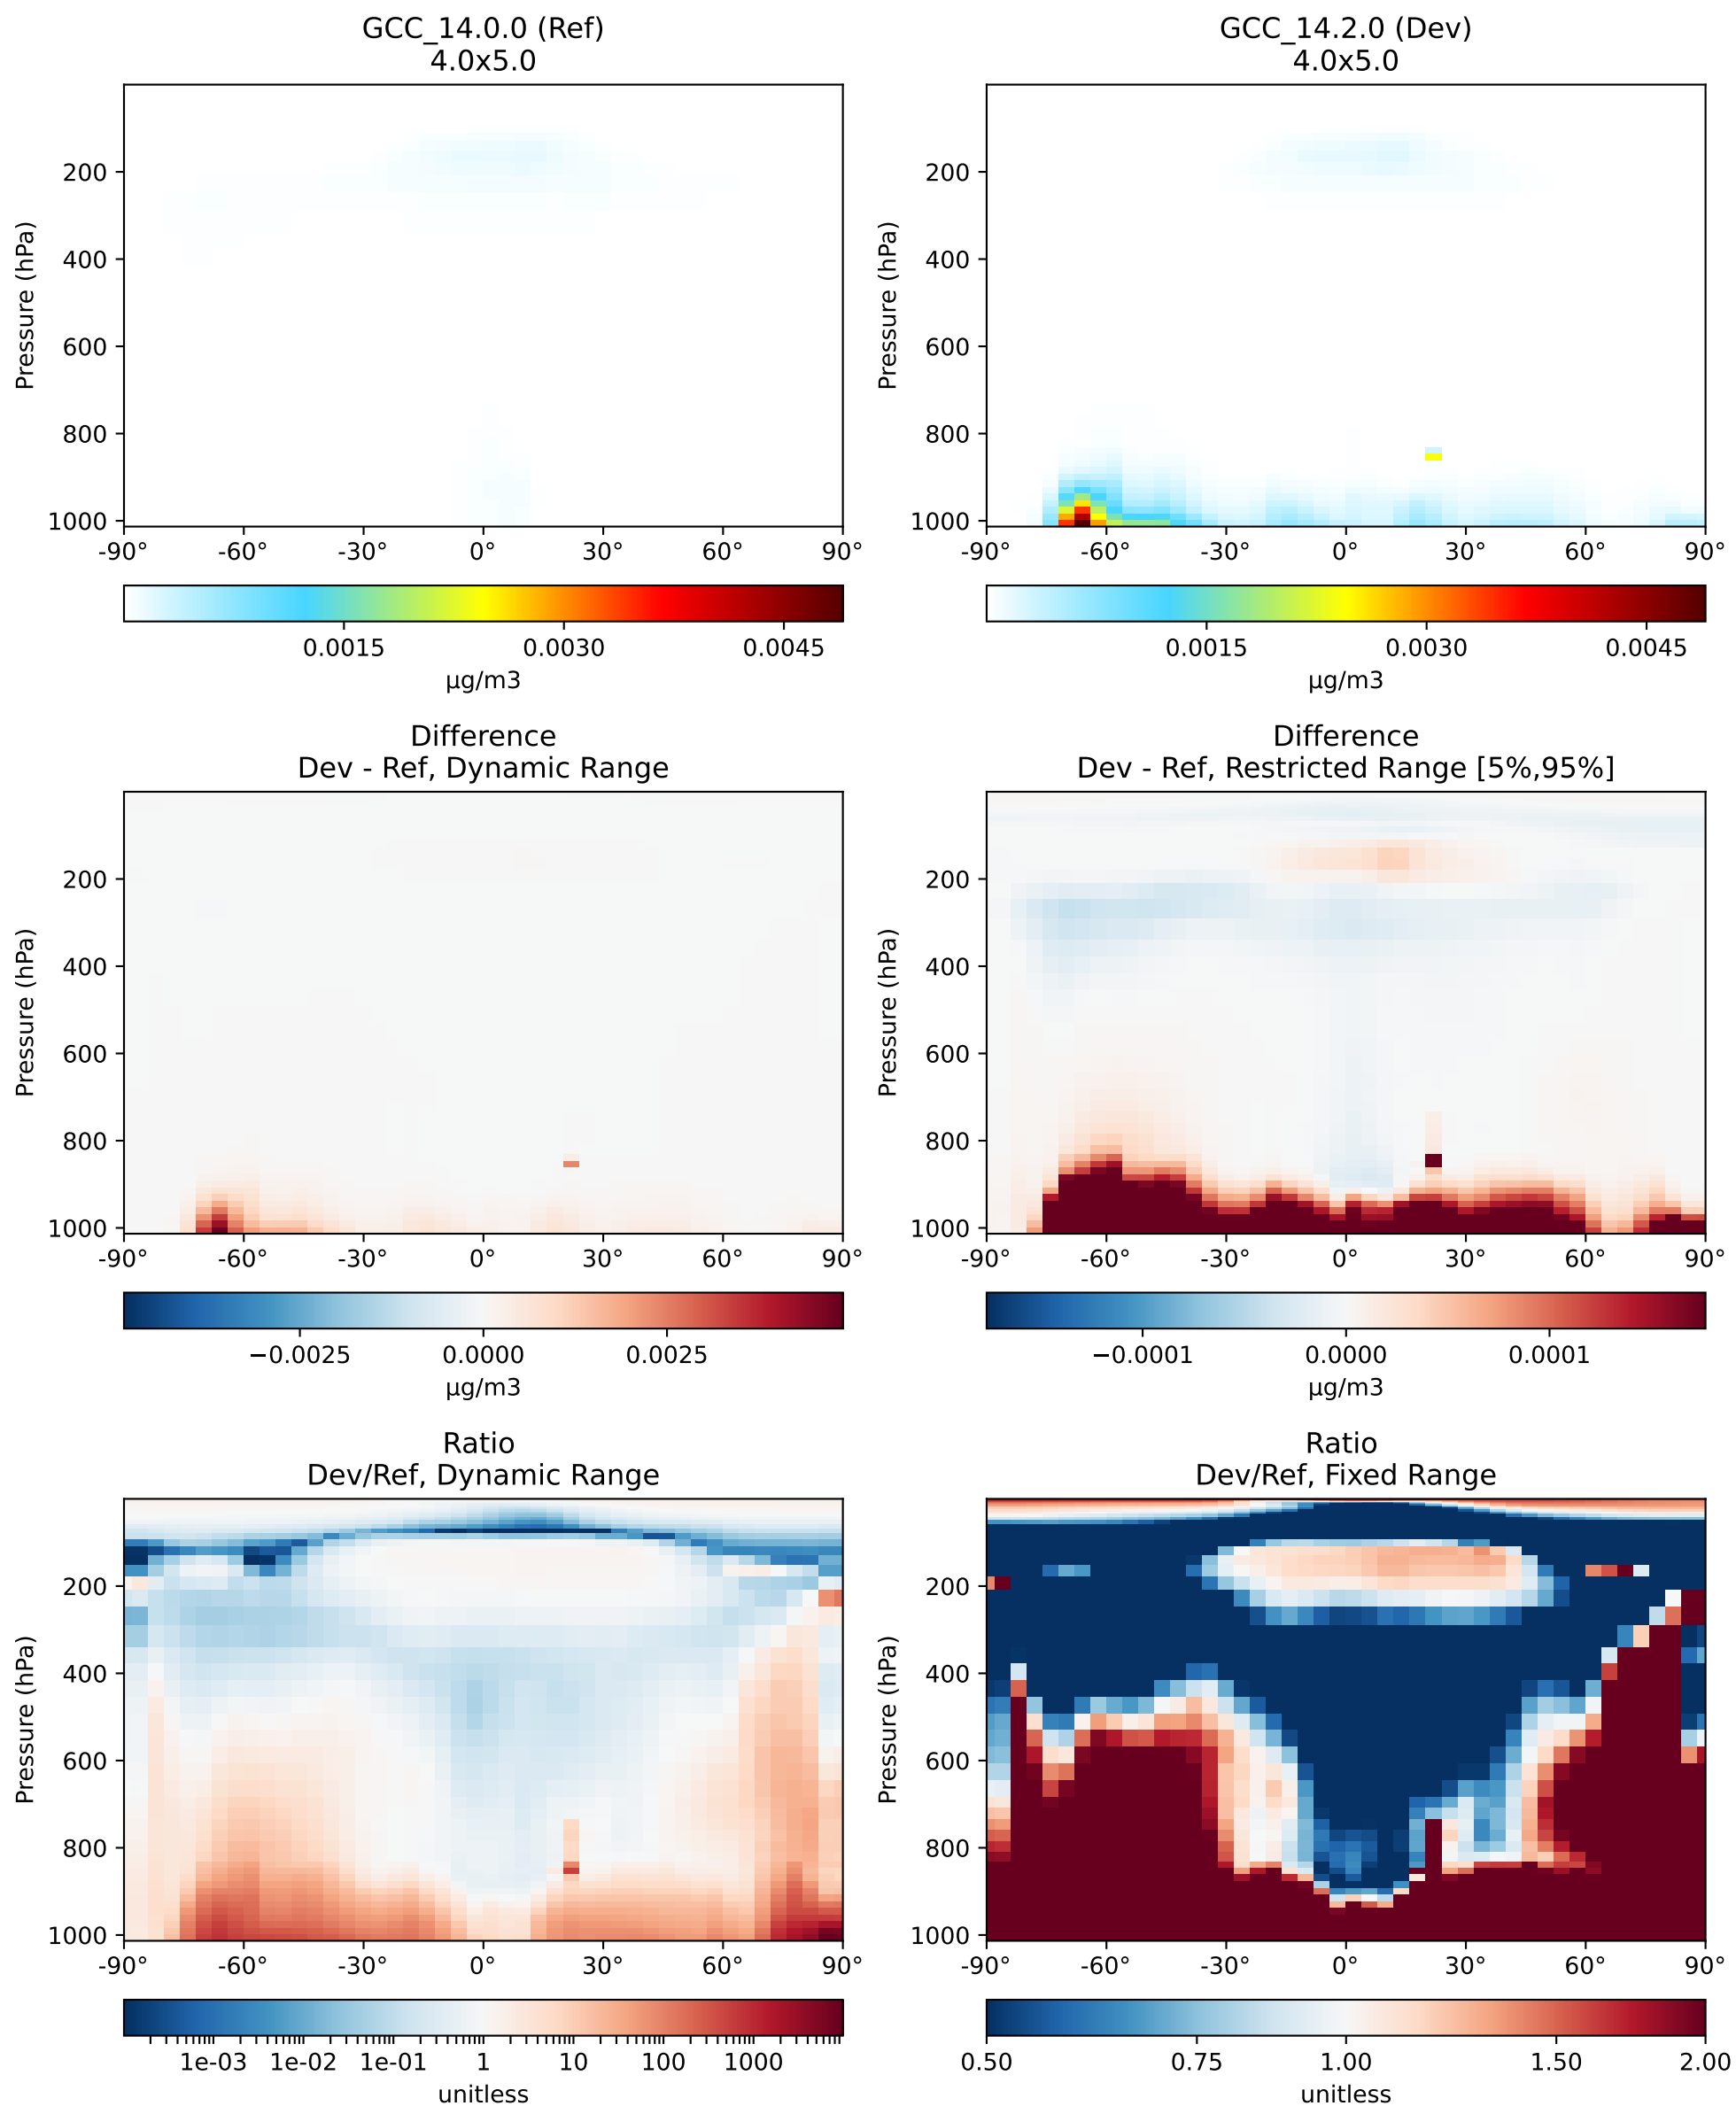 GCC_14.0.0 (Ref)
4.0x5.0
Pressure (hPa)
200
400
600
800
1000
-90° -60° -30° 0° 30° 60° 90°
0.0015 0.0030 0.0045
μg/m3
GCC_14.2.0 (Dev)
4.0x5.0
Pressure (hPa)
200
400
600
800
1000
-90° -60° -30° 0° 30° 60° 90°
0.0015 0.0030 0.0045
μg/m3
Difference
Dev - Ref, Dynamic Range
Pressure (hPa)
200
400
600
800
1000
-90° -60° -30° 0° 30° 60° 90°
−0.0025 0.0000 0.0025
μg/m3
Difference
Dev - Ref, Restricted Range [5%,95%]
Pressure (hPa)
200
400
600
800
1000
-90° -60° -30° 0° 30° 60° 90°
−0.0001 0.0000 0.0001
μg/m3
Ratio
Dev/Ref, Dynamic Range
Pressure (hPa)
200
400
600
800
1000
-90° -60° -30° 0° 30° 60° 90°
1e-03 1e-02 1e-01 1 10 100 1000
unitless
Ratio
Dev/Ref, Fixed Range
Pressure (hPa)
200
400
600
800
1000
-90° -60° -30° 0° 30° 60° 90°
0.50 0.75 1.00 1.50 2.00
unitless